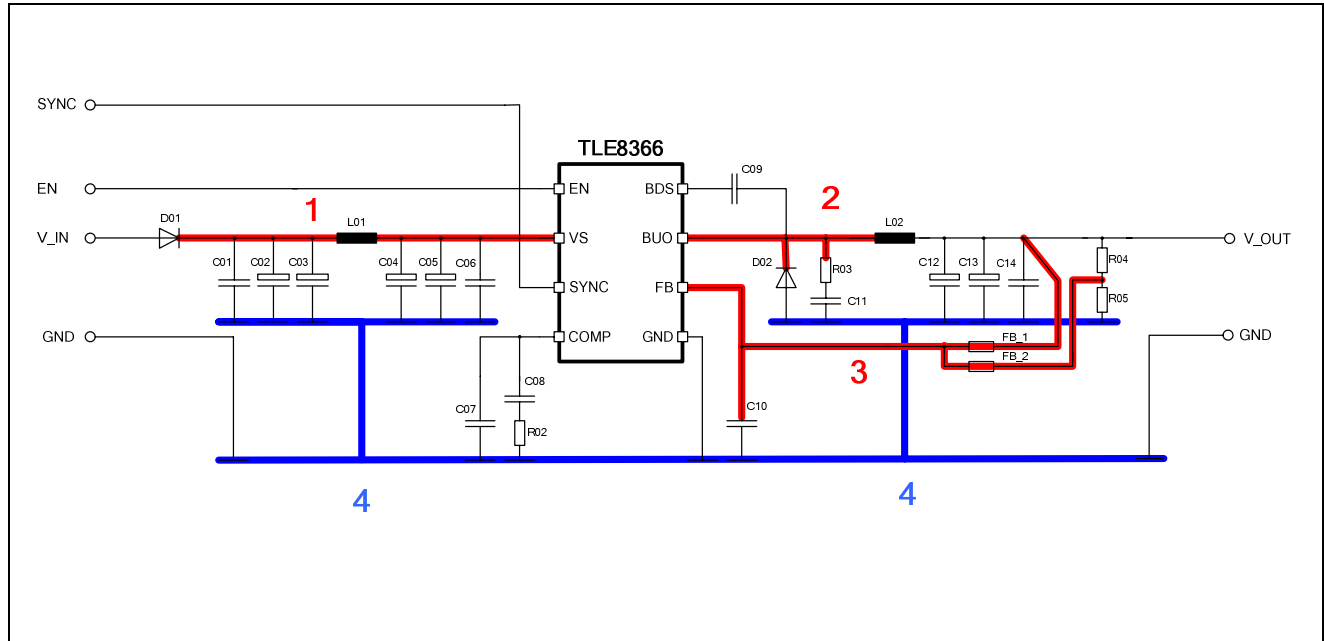 SYNC
TLE8366
EN
EN
BDS
C09
D01
1
L01
2
L02
V_IN
VS
BUO
V_OUT
C01
C02
C03
C04
C05
C06
D02
R03
C12
C13
C14
R04
SYNC
FB
C11
R05
GND
COMP
GND
FB_1
GND
FB_2
3
C07
C08
R02
C10
4
4